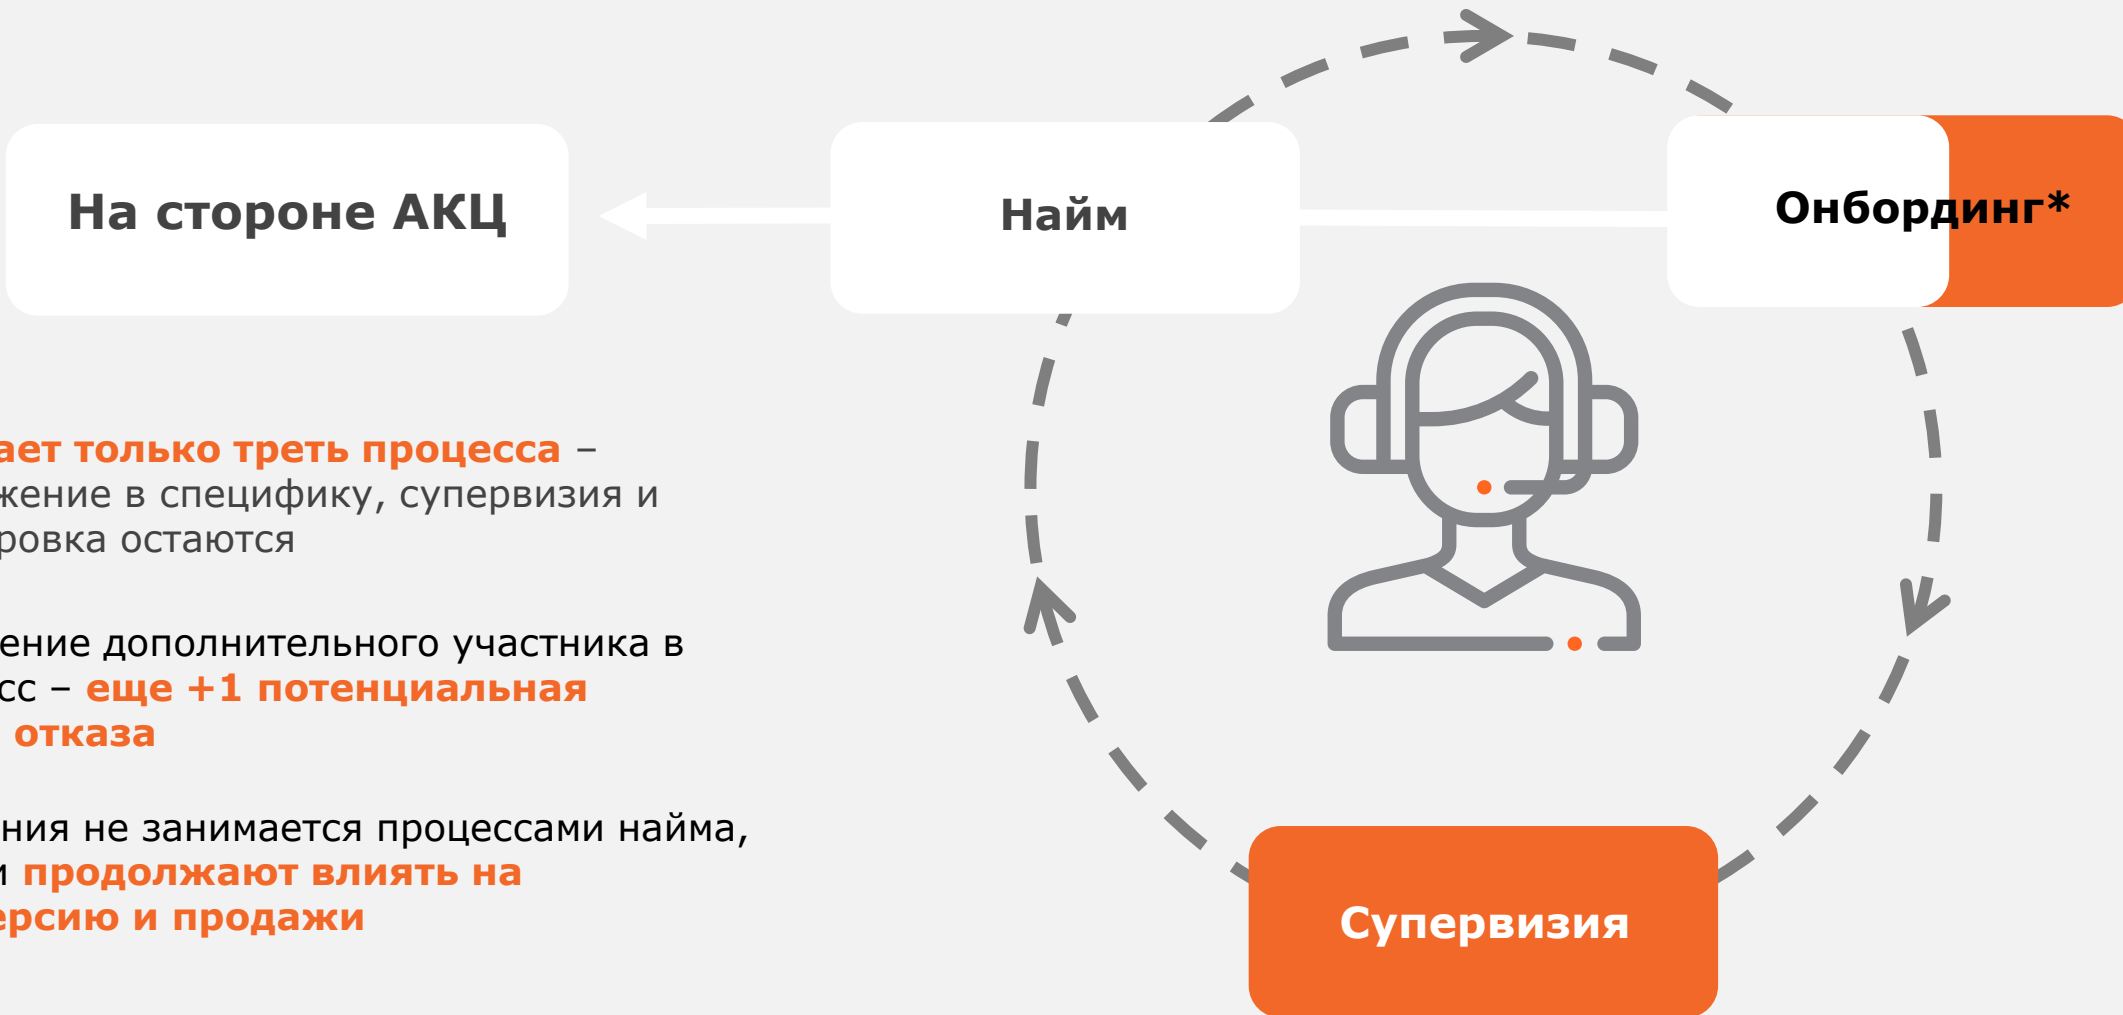 На стороне АКЦ
Найм
Онбординг*
ает только треть процесса –
жение в специфику, супервизия и
ровка остаются
ение дополнительного участника в
сс – еще +1 потенциальная
отказа
ния не занимается процессами найма,
и продолжают влиять на
ерсию и продажи
Супервизия